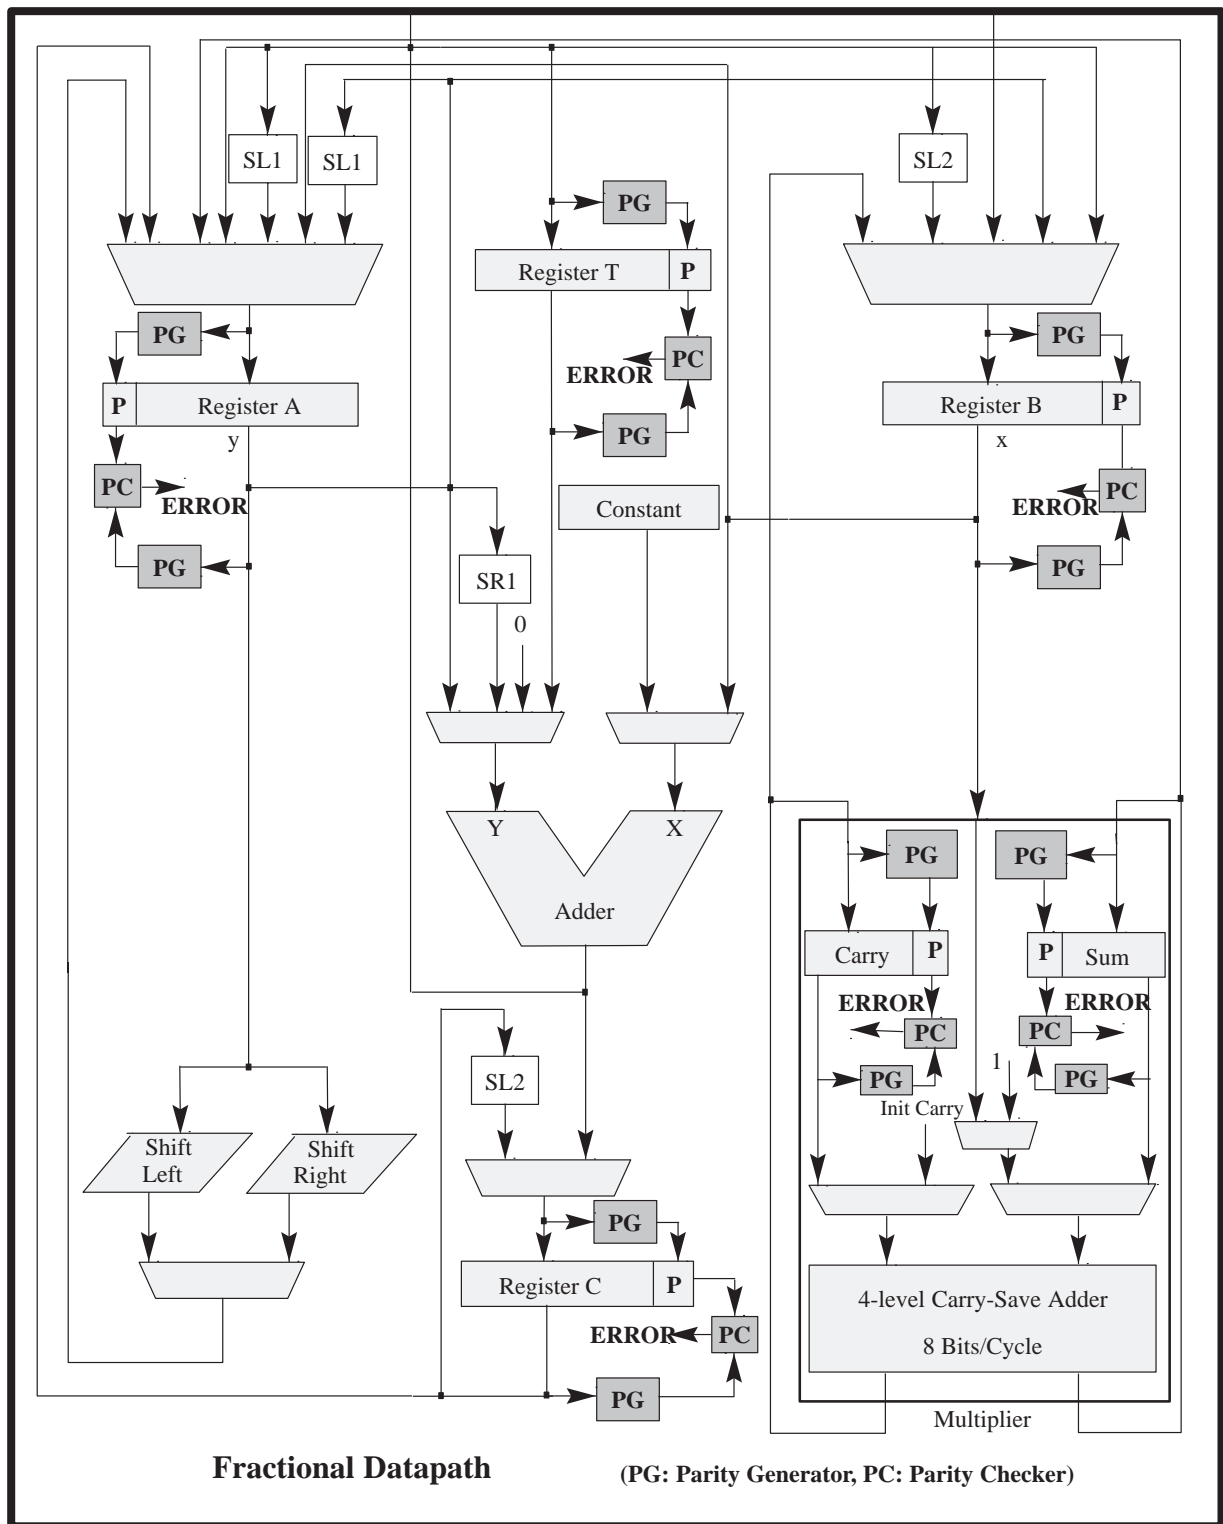 SL1
SL1
SL2
PG
Register T
P
PG
PG
PC
ERROR
P
Register A
Register B
P
y
x
PG
PC
ERROR
PC
ERROR
Constant
PG
SR1
PG
0
Y
X
PG
PG
Adder
Carry
P
P
Sum
ERROR
ERROR
PC
PC
1
SL2
PG
PG
Init Carry
Shift
Left
Shift
Right
PG
Register C
P
4-level Carry-Save Adder
8 Bits/Cycle
ERROR
PC
PG
Multiplier
Fractional Datapath
(PG: Parity Generator, PC: Parity Checker)